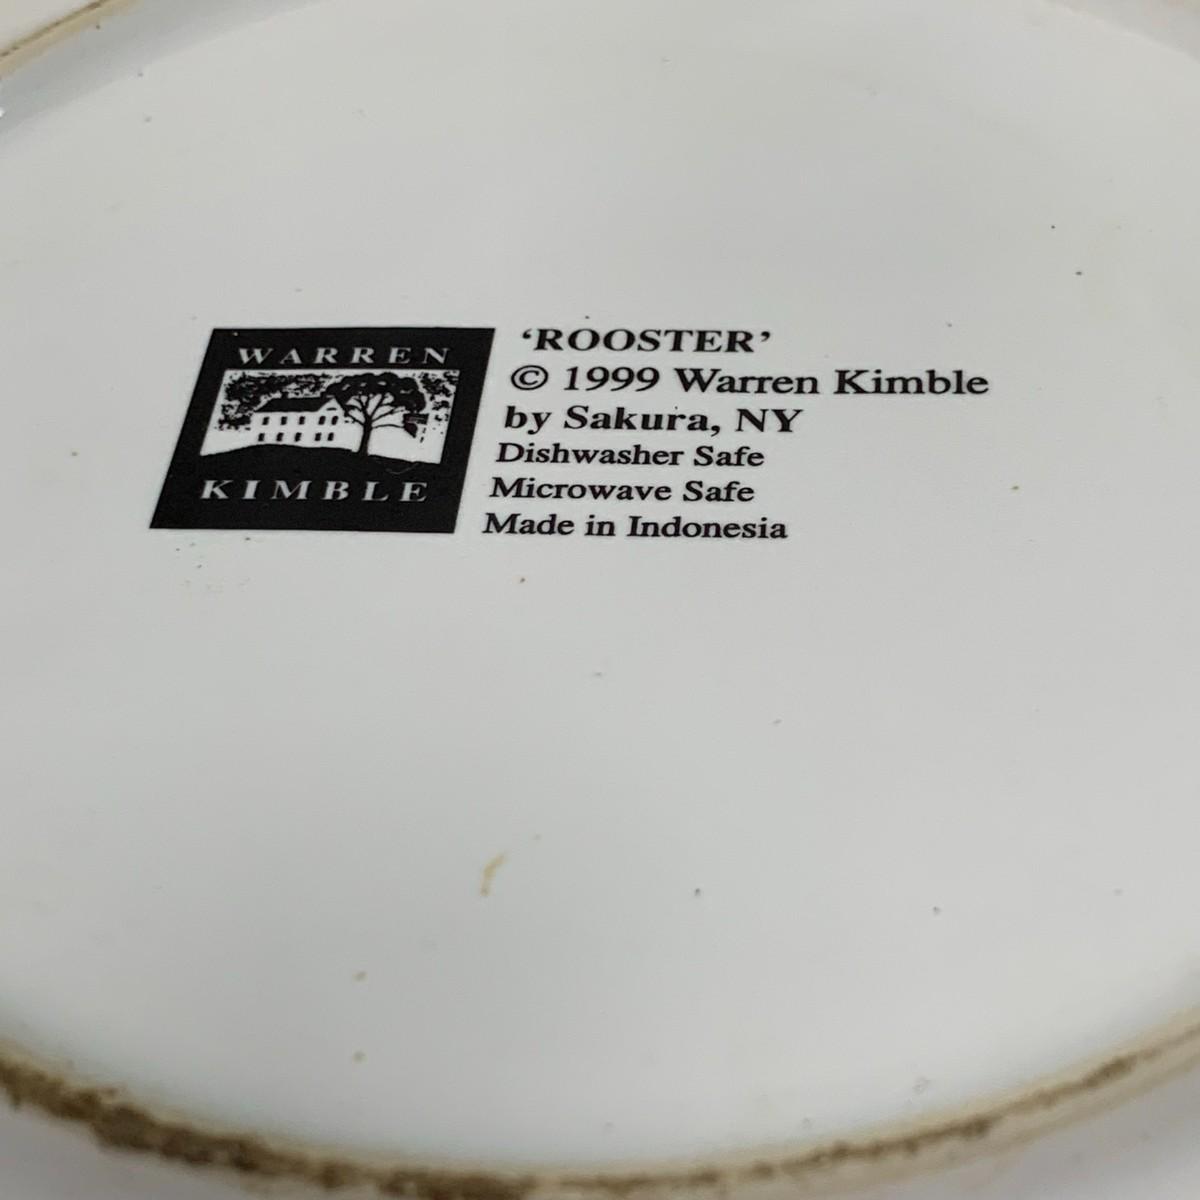 WARREN
KIMBLE
‘ROOSTER’
© 1999 Warren Kimble
by Sakura, NY
Dishwasher Safe
Microwave Safe
Made in Indonesia